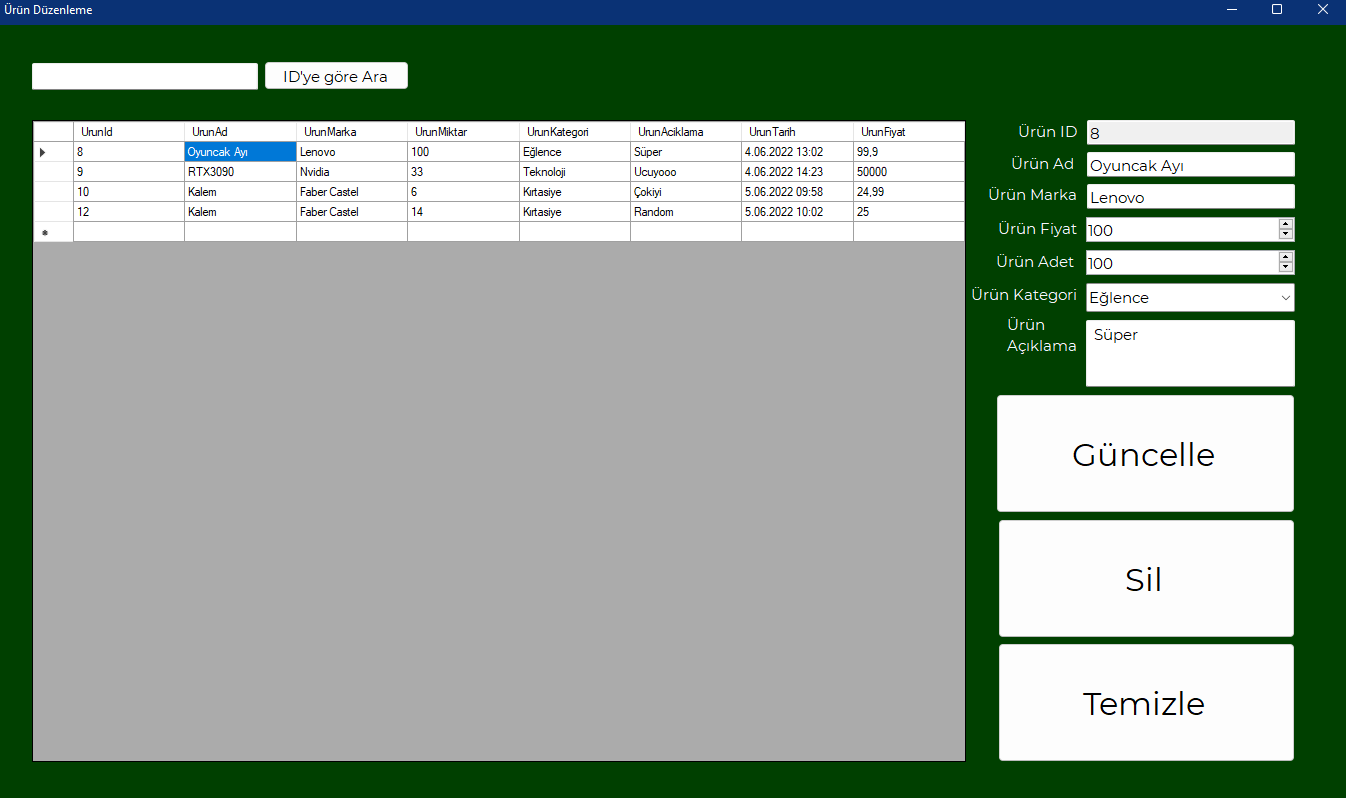 Ürün Düzenleme
ID'ye göre Ara
UrunId UrunAd UrunMarka UrunMiktar UrunKategori UrunAciklama UrunTarih UrunFiyat
8 Oyuncak Ayı Lenovo 100 Eğlence Süper 4.06.2022 13:02 99,9
9 RTX3090 Nvidia 33 Teknoloji Ucuyooo 4.06.2022 14:23 50000
10 Kalem Faber Castel 6 Kırtasiye Çokiyi 5.06.2022 09:58 24,99
12 Kalem Faber Castel 14 Kırtasiye Random 5.06.2022 10:02 25
Ürün ID 8
Ürün Ad Oyuncak Ayı
Ürün Marka Lenovo
Ürün Fiyat 100
Ürün Adet 100
Ürün Kategori Eğlence
Ürün Süper
Açıklama
Güncelle
Sil
Temizle